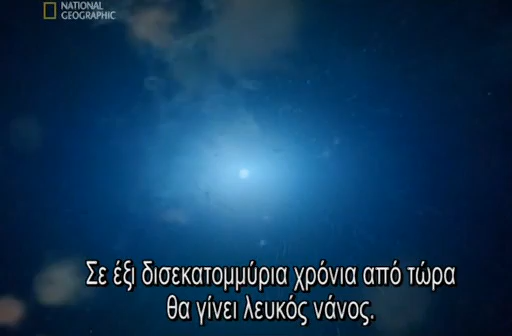 NATIONAL
GEOGRAPHIC
Σε έξι δισεκατομμύρια χρόνια από τώρα
θα γίνει λευκός νάνος.